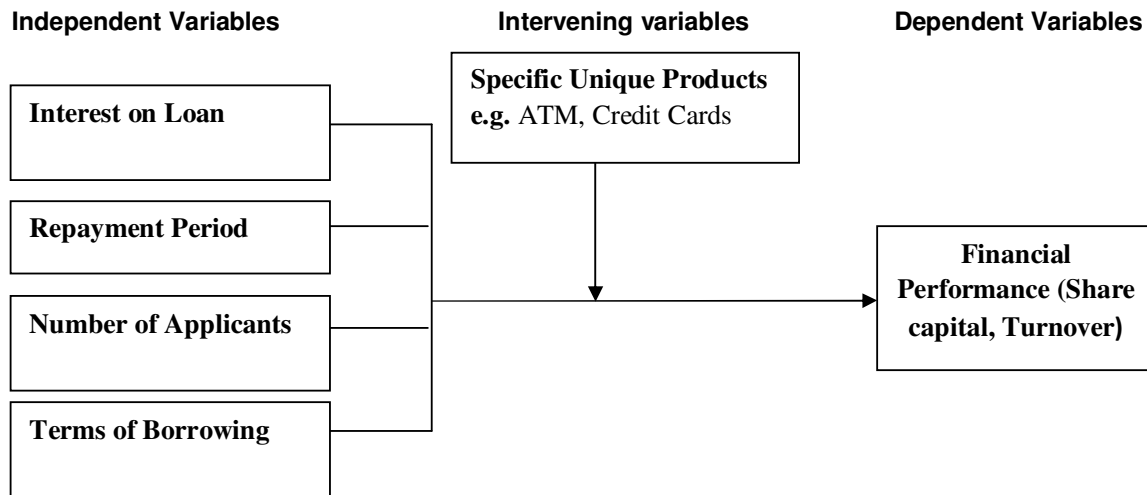 Independent Variables
Intervening variables
Dependent Variables
Specific Unique Products
e.g. ATM, Credit Cards
Interest on Loan
Repayment Period
Number of Applicants
Terms of Borrowing
Financial
Performance (Share
capital, Turnover)